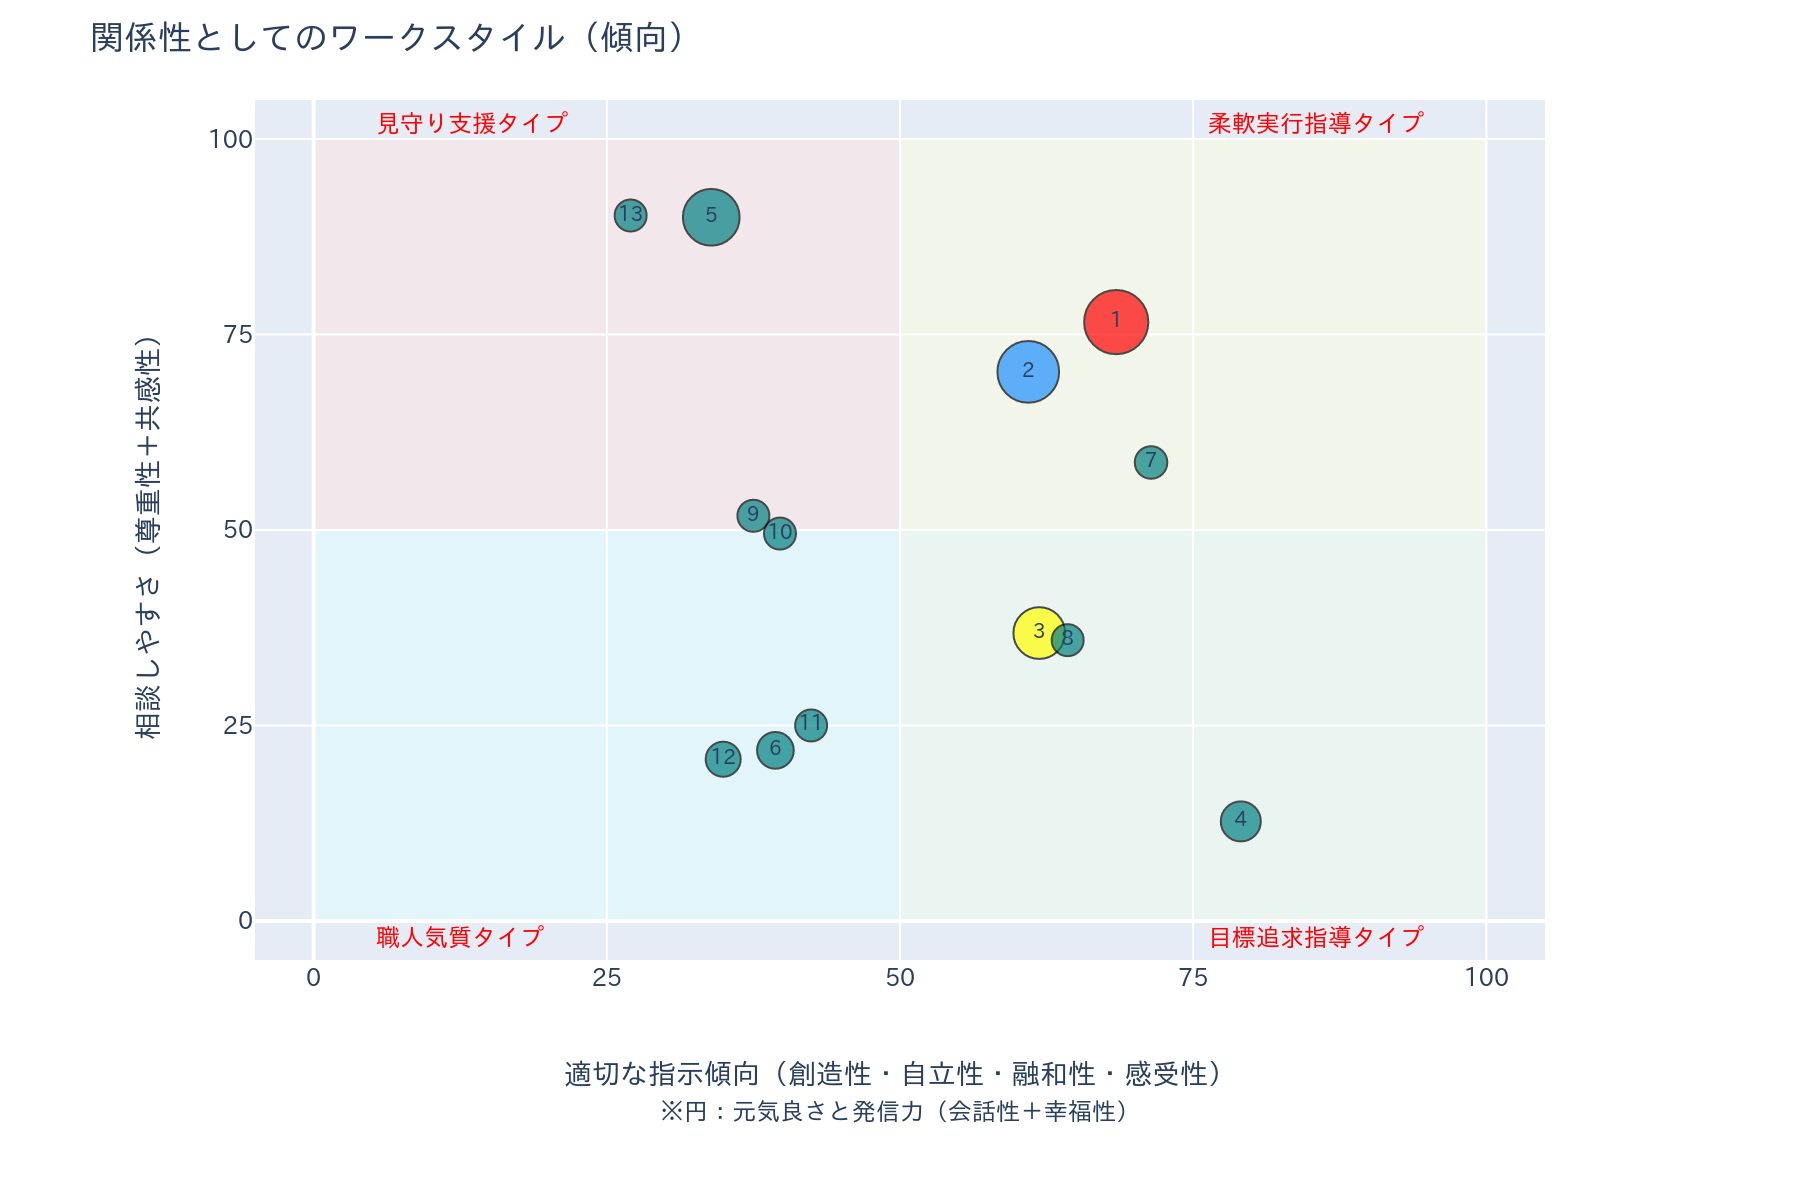 関係性としてのワークスタイル（傾向）
見守り支援タイプ
柔軟実行指導タイプ
100
75
50
25
0
相談しやすさ（尊重性＋共感性）
13
5
1
2
7
9
10
3
8
11
6
12
4
職人気質タイプ
目標追求指導タイプ
0
25
50
75
100
適切な指示傾向（創造性・自立性・融和性・感受性）
※円：元気良さと発信力（会話性＋幸福性）